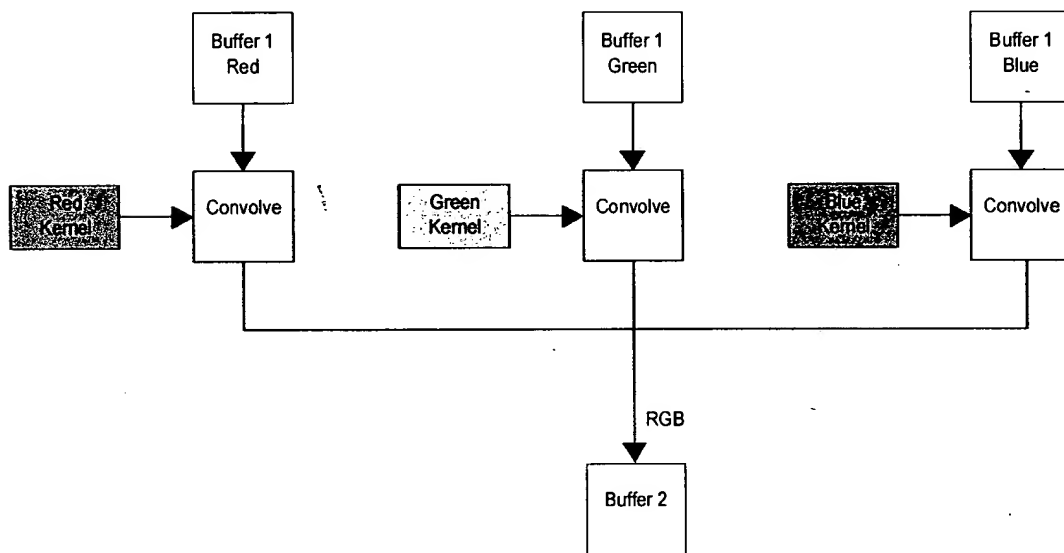 Buffer 1
Red
Buffer 1
Green
Buffer 1
Blue
Red
Kernel
Convolve
Green
Kernel
Convolve
Blue
Kernel
Convolve
RGB
Buffer 2